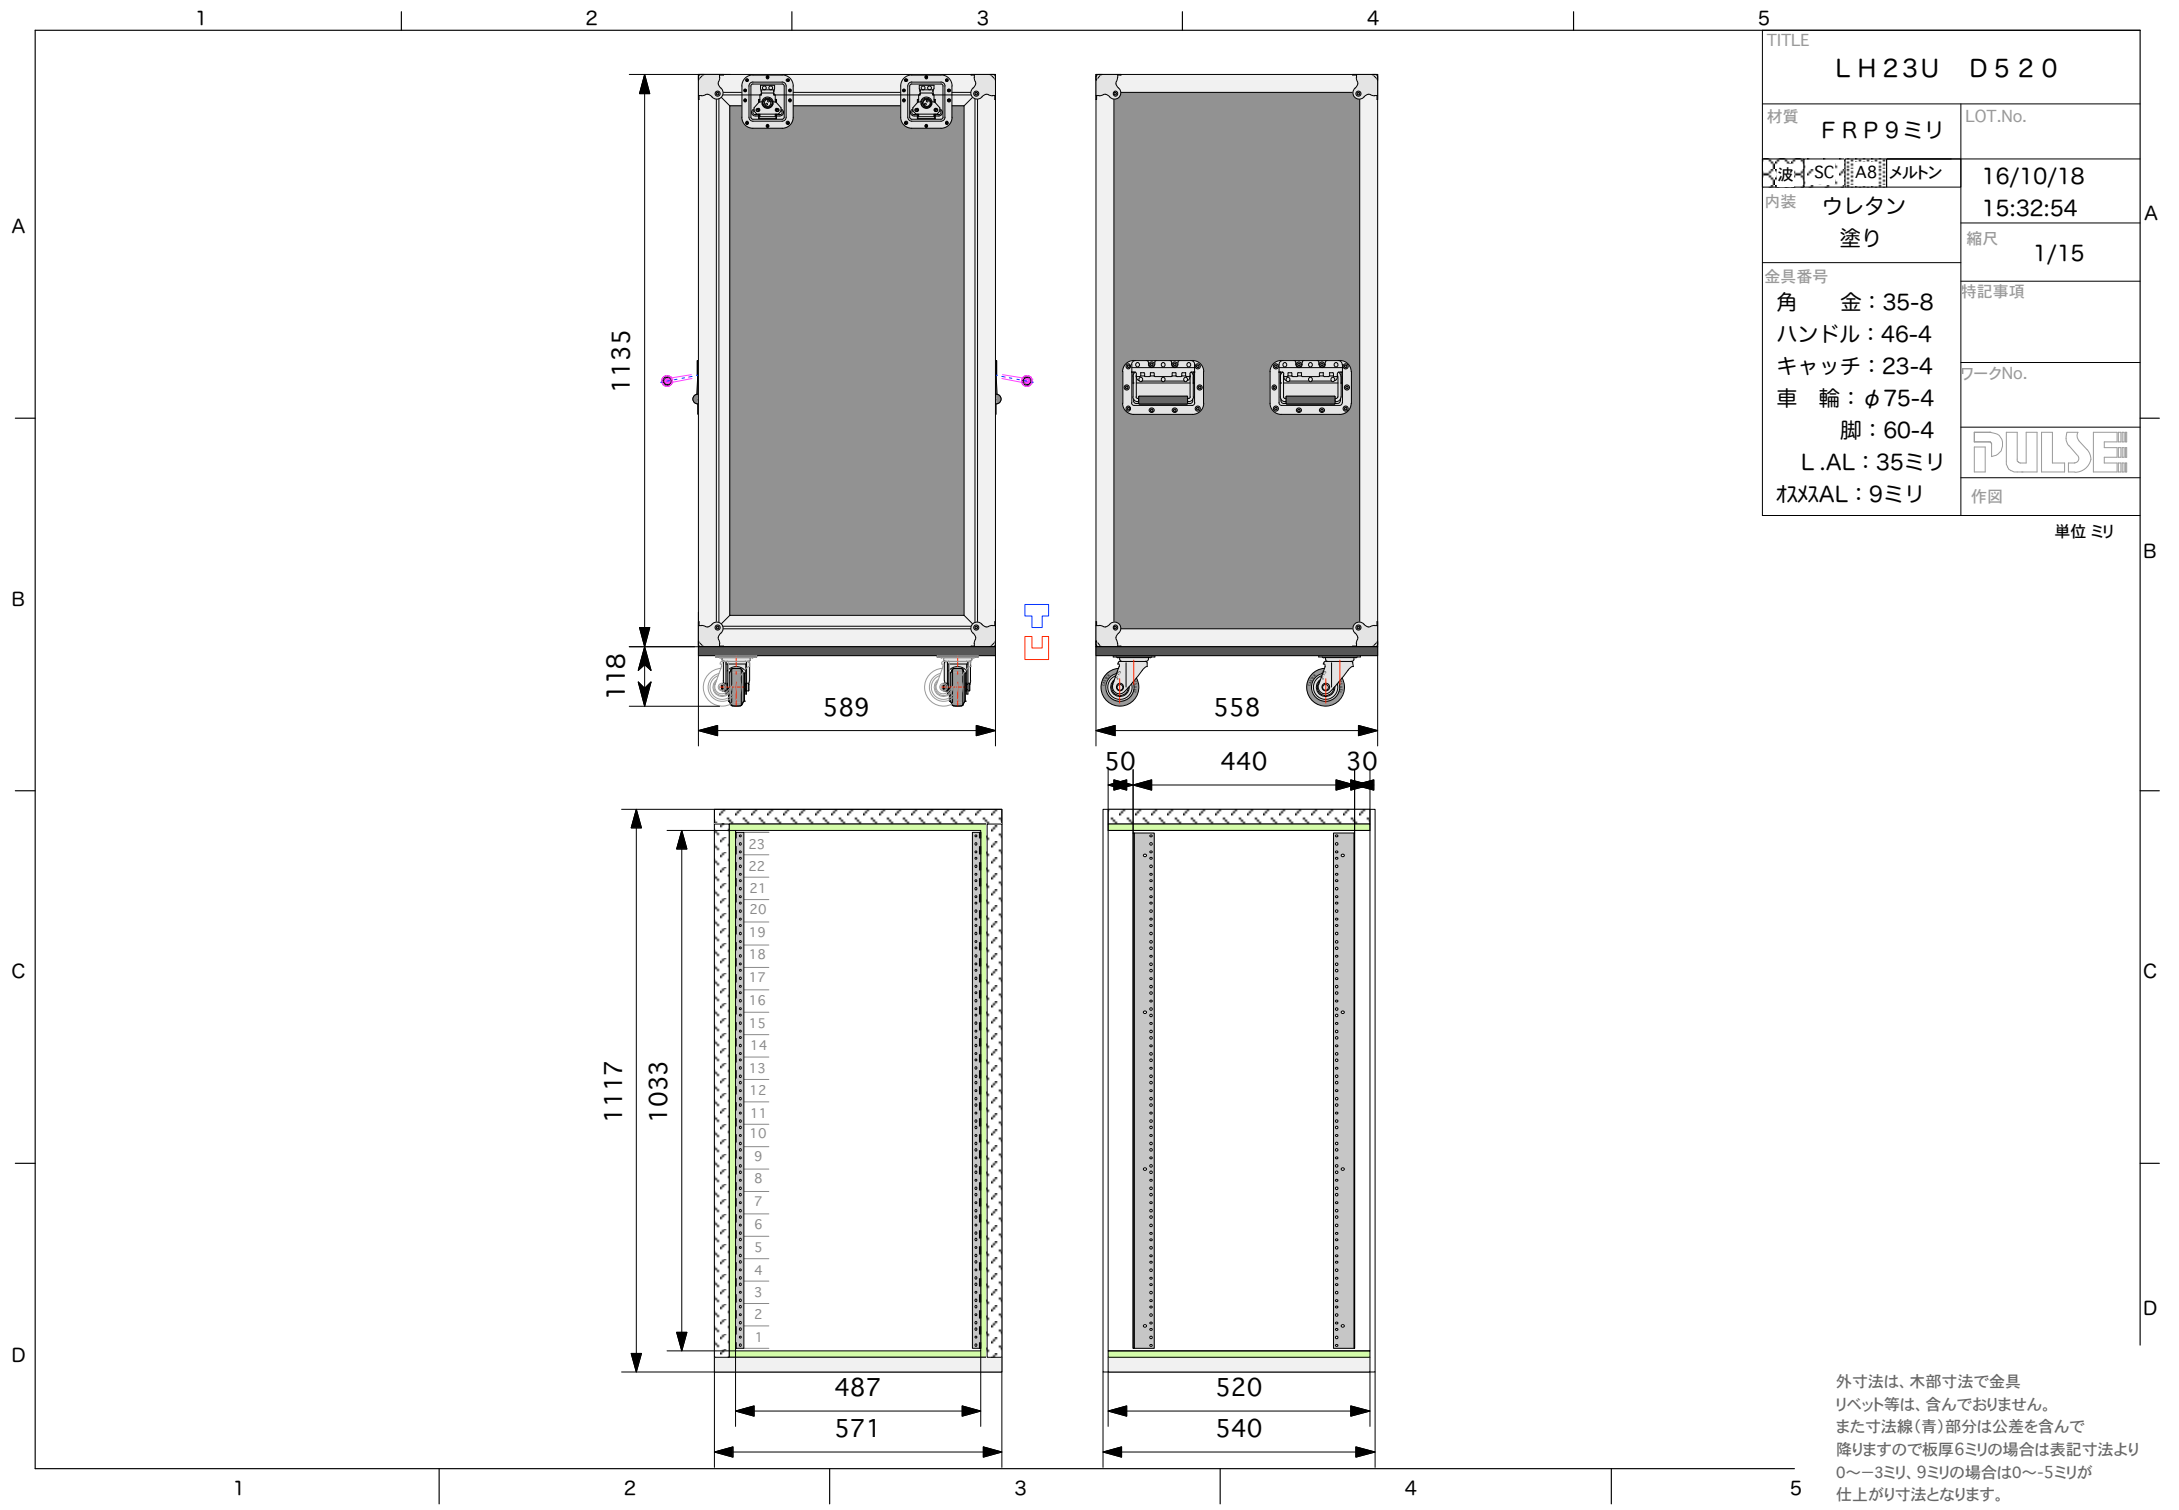 1 2 3 4 5
TITLE
LH23U D520
材質 FRP9ミリ
LOT.No.
波 SC A8 メルトン
16/10/18
15:32:54
内装 ウレタン
塗り
縮尺 1/15
金具番号
角 金：35-8
ハンドル：46-4
キャッチ：23-4
車 輪：φ75-4
脚：60-4
L.AL：35ミリ
ｵｽﾒｽAL：9ミリ
特記事項
ワークNo.
PULSE
作図
単位 ミリ
A
A
B
B
C
C
D
D
1135
118
589
558
50 440 30
1117
1033
23
22
21
20
19
18
17
16
15
14
13
12
11
10
9
8
7
6
5
4
3
2
1
487
571
520
540
外寸法は、木部寸法で金具
リベット等は、含んでおりません。
また寸法線（青）部分は公差を含んで
降りますので板厚6ミリの場合は表記寸法より
0〜−3ミリ、9ミリの場合は0〜-5ミリが
仕上がり寸法となります。
1 2 3 4 5